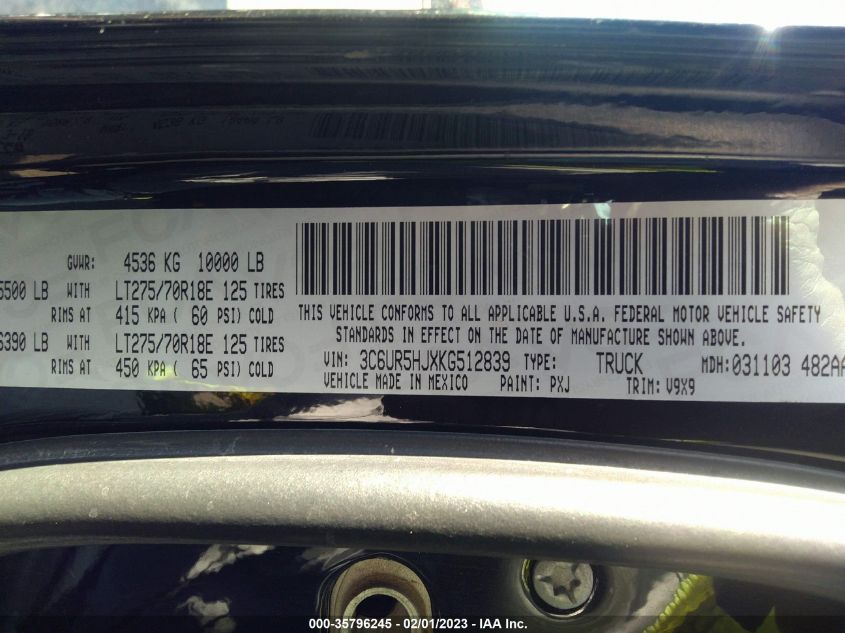 GVWR: 4536 KG 10000 LB
5500 LB WITH LT275/70R18E 125 TIRES
RIMS AT 415 KPA ( 60 PSI) COLD
6390 LB WITH LT275/70R18E 125 TIRES
RIMS AT 450 KPA ( 65 PSI) COLD
THIS VEHICLE CONFORMS TO ALL APPLICABLE U.S.A. FEDERAL MOTOR VEHICLE SAFETY
STANDARDS IN EFFECT ON THE DATE OF MANUFACTURE SHOWN ABOVE.
VIN: 3C6UR5HJXKG512839 TYPE: TRUCK MDH: 031103 482AA
VEHICLE MADE IN MEXICO PAINT: PXJ TRIM: V9X9
000-35796245 - 02/01/2023 - IAA Inc.